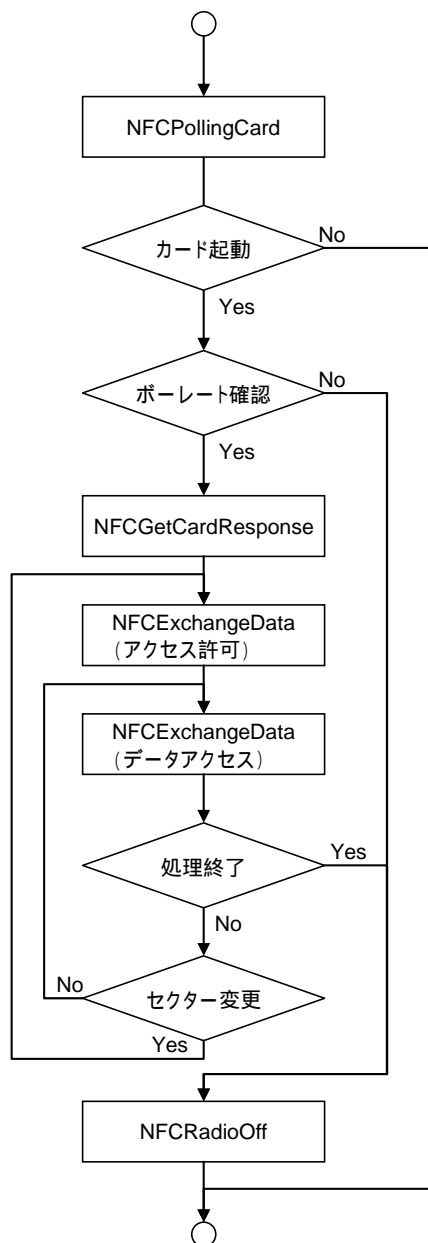 NFCPollingCard
カード起動
No
Yes
ボーレート確認
No
Yes
NFCGetCardResponse
NFCExchangeData
(アクセス許可)
NFCExchangeData
(データアクセス)
処理終了
Yes
No
セクター変更
No
Yes
NFCRadioOff